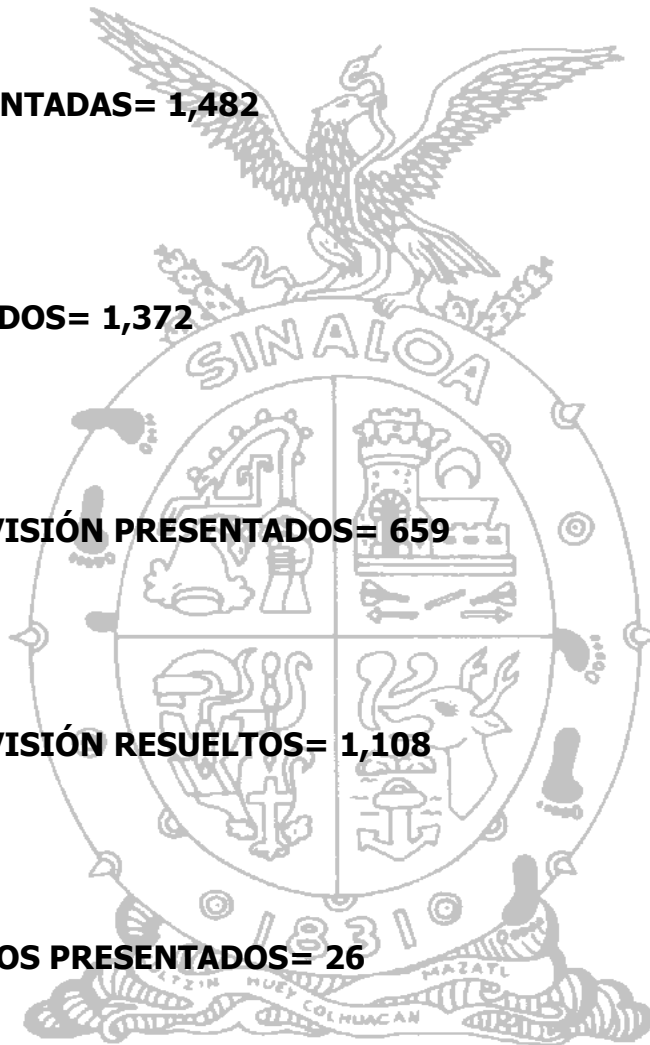 NTADAS= 1,482
DOS= 1,372
SINALOA
VISIÓN PRESENTADOS= 659
VISIÓN RESUELTOS= 1,108
1831
OS PRESENTADOS= 26
HUEY
MAZATL
COLHUACAN